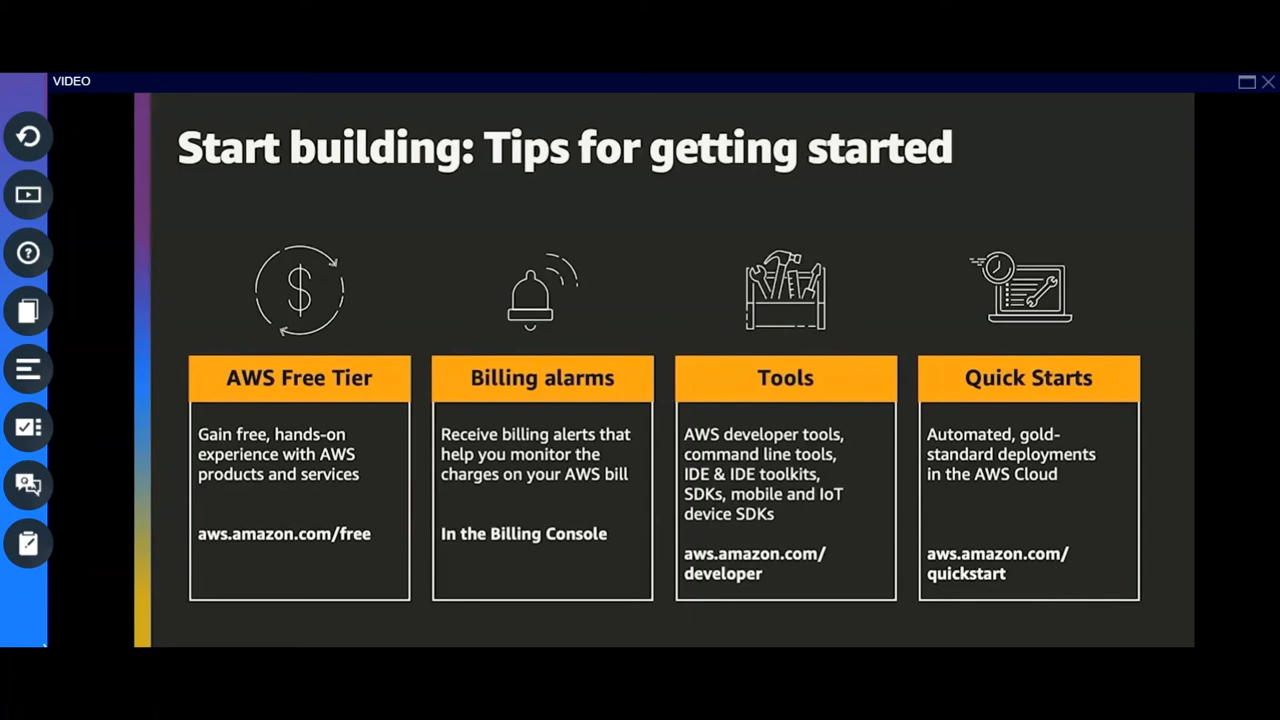 VIDEO
Start building: Tips for getting started
AWS Free Tier
Gain free, hands-on
experience with AWS
products and services
aws.amazon.com/free
Billing alarms
Receive billing alerts that
help you monitor the
charges on your AWS bill
In the Billing Console
Tools
AWS developer tools,
command line tools,
IDE & IDE toolkits,
SDKs, mobile and IoT
device SDKs
aws.amazon.com/
developer
Quick Starts
Automated, gold-
standard deployments
in the AWS Cloud
aws.amazon.com/
quickstart